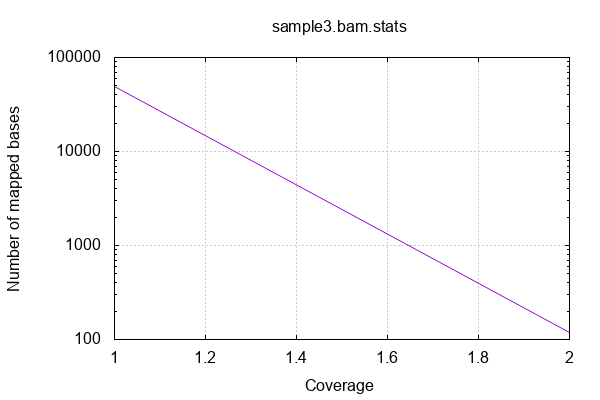 sample3.bam.stats
Number of mapped bases
100000
10000
1000
100
1 1.2 1.4 1.6 1.8 2
Coverage